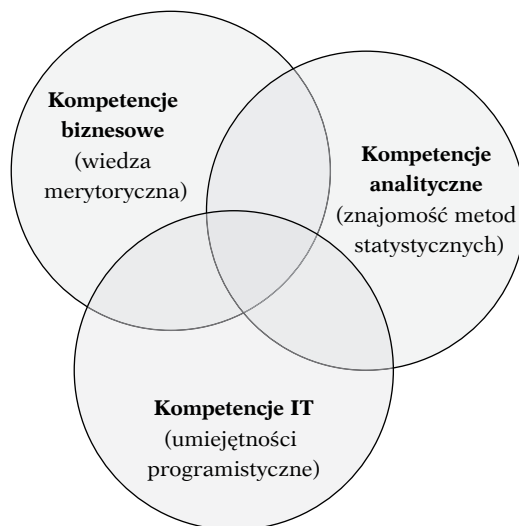 Kompetencje
biznesowe
(wiedza
merytoryczna)
Kompetencje
analityczne
(znajomość metod
statystycznych)
Kompetencje IT
(umiejętności
programistyczne)